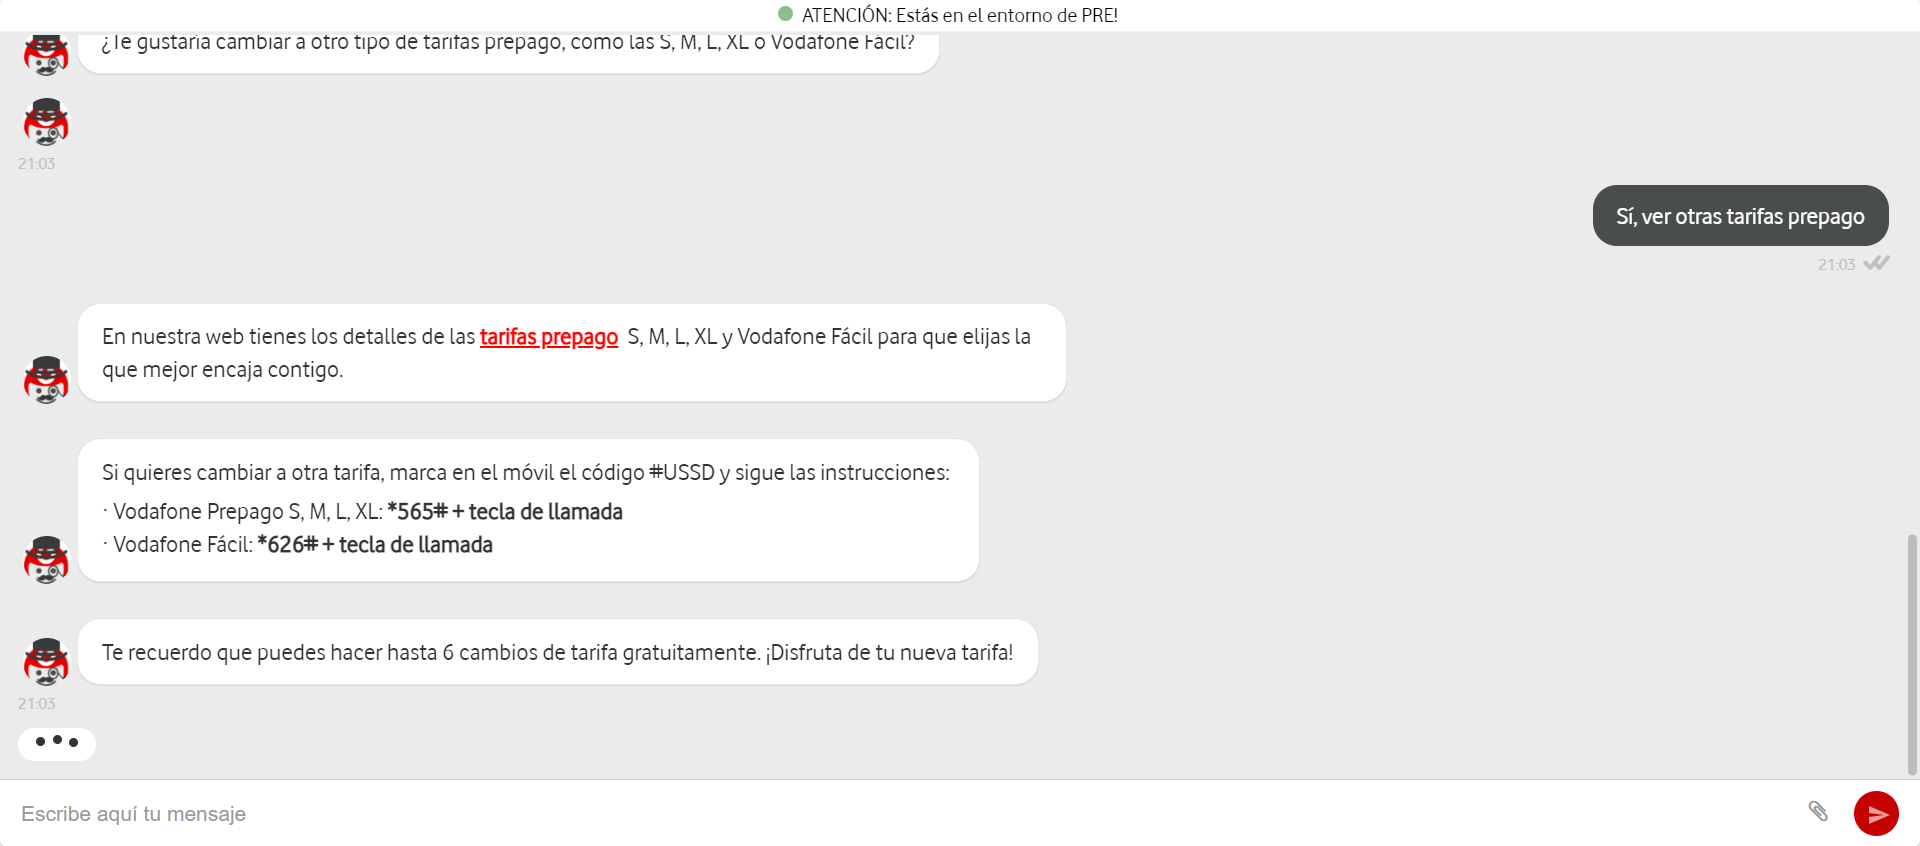 ATENCIÓN: Estás en el entorno de PRE!
¿Te gustaría cambiar a otro tipo de tarifas prepago, como las S, M, L, XL o Vodafone Fácil?
21:03
Sí, ver otras tarifas prepago
21:03
En nuestra web tienes los detalles de las tarifas prepago S, M, L, XL y Vodafone Fácil para que elijas la
que mejor encaja contigo.
Si quieres cambiar a otra tarifa, marca en el móvil el código #USSD y sigue las instrucciones:
· Vodafone Prepago S, M, L, XL: *565# + tecla de llamada
· Vodafone Fácil: *626# + tecla de llamada
Te recuerdo que puedes hacer hasta 6 cambios de tarifa gratuitamente. ¡Disfruta de tu nueva tarifa!
21:03
Escribe aquí tu mensaje